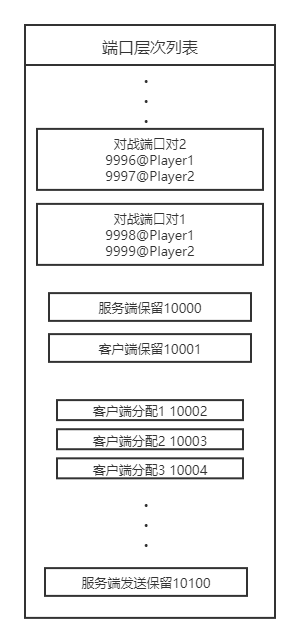 端口层次列表
对战端口对2
9996@Player1
9997@Player2
对战端口对1
9998@Player1
9999@Player2
服务端保留10000
客户端保留10001
客户端分配1 10002
客户端分配2 10003
客户端分配3 10004
服务端发送保留10100